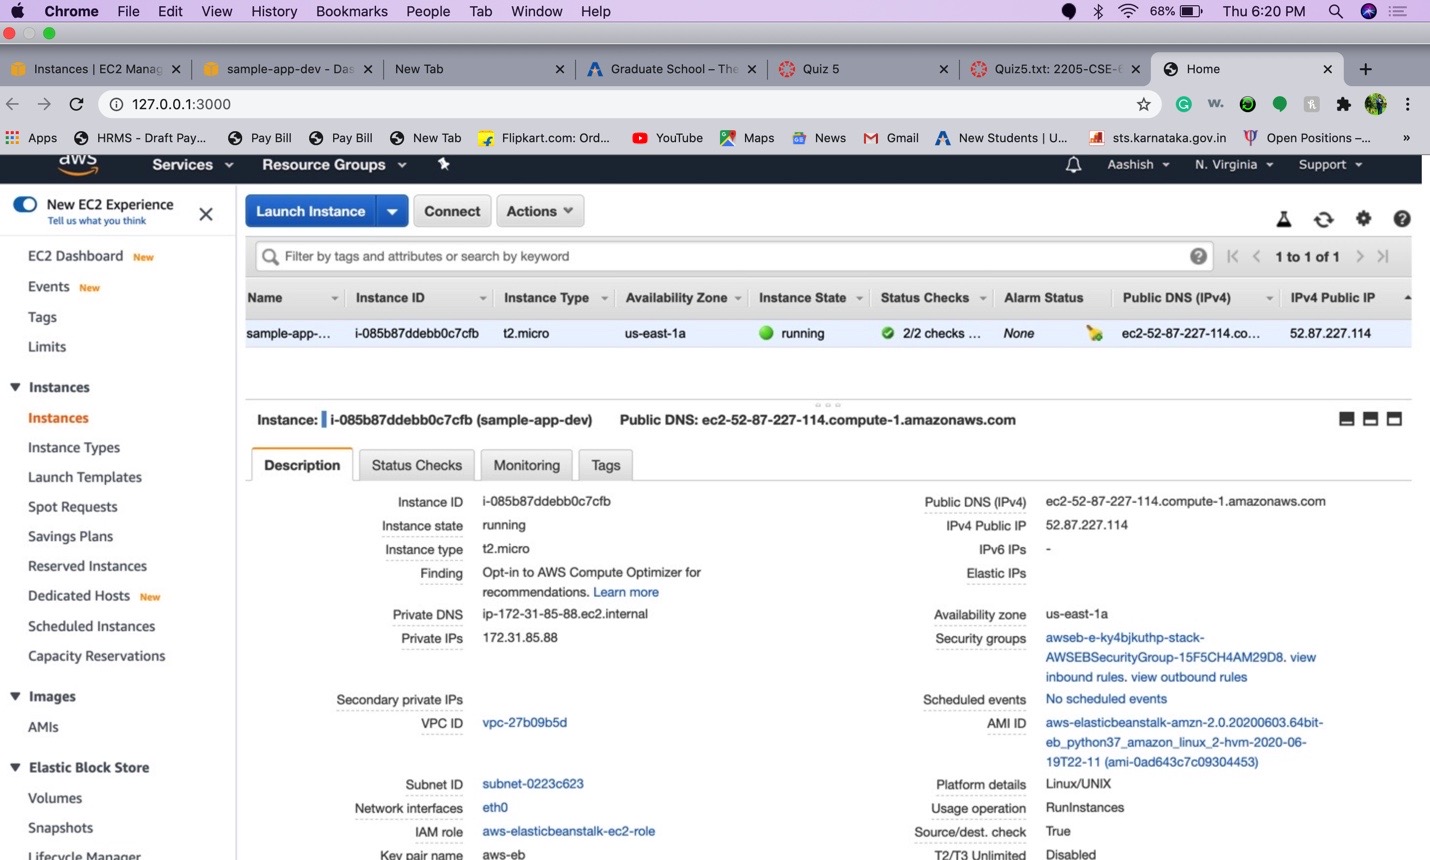 Chrome File Edit View History Bookmarks People Tab Window Help 68% Thu 6:20 PM
Instances | EC2 Manag sample-app-dev - Das New Tab Graduate School – The Quiz 5 Quiz5.txt: 2205-CSE-6 Home
127.0.0.1:3000
Apps HRMS - Draft Pay... Pay Bill Pay Bill New Tab Flipkart.com: Ord... YouTube Maps News Gmail New Students | U... sts.karnataka.gov.in Open Positions –... »
aws Services Resource Groups Aashish N. Virginia Support
New EC2 Experience
Tell us what you think
Launch Instance Connect Actions
EC2 Dashboard New
Events New
Tags
Limits
Instances
Instances
Instance Types
Launch Templates
Spot Requests
Savings Plans
Reserved Instances
Dedicated Hosts New
Scheduled Instances
Capacity Reservations
Images
AMIs
Elastic Block Store
Volumes
Snapshots
Lifecycle Manager
Filter by tags and attributes or search by keyword 1 to 1 of 1
Name Instance ID Instance Type Availability Zone Instance State Status Checks Alarm Status Public DNS (IPv4) IPv4 Public IP
sample-app-... i-085b87ddebb0c7cfb t2.micro us-east-1a running 2/2 checks ... None ec2-52-87-227-114.co... 52.87.227.114
Instance: i-085b87ddebb0c7cfb (sample-app-dev) Public DNS: ec2-52-87-227-114.compute-1.amazonaws.com
Description Status Checks Monitoring Tags
Instance ID i-085b87ddebb0c7cfb
Instance state running
Instance type t2.micro
Finding Opt-in to AWS Compute Optimizer for
recommendations. Learn more
Private DNS ip-172-31-85-88.ec2.internal
Private IPs 172.31.85.88
Secondary private IPs
VPC ID vpc-27b09b5d
Subnet ID subnet-0223c623
Network interfaces eth0
IAM role aws-elasticbeanstalk-ec2-role
Key pair name aws-eb
Public DNS (IPv4) ec2-52-87-227-114.compute-1.amazonaws.com
IPv4 Public IP 52.87.227.114
IPv6 IPs -
Elastic IPs
Availability zone us-east-1a
Security groups awseb-e-ky4bjkuthp-stack-
AWSEBSecurityGroup-15F5CH4AM29D8. view
inbound rules. view outbound rules
Scheduled events No scheduled events
AMI ID aws-elasticbeanstalk-amzn-2.0.20200603.64bit-
eb_python37_amazon_linux_2-hvm-2020-06-
19T22-11 (ami-0ad643c7c09304453)
Platform details Linux/UNIX
Usage operation RunInstances
Source/dest. check True
T2/T3 Unlimited Disabled